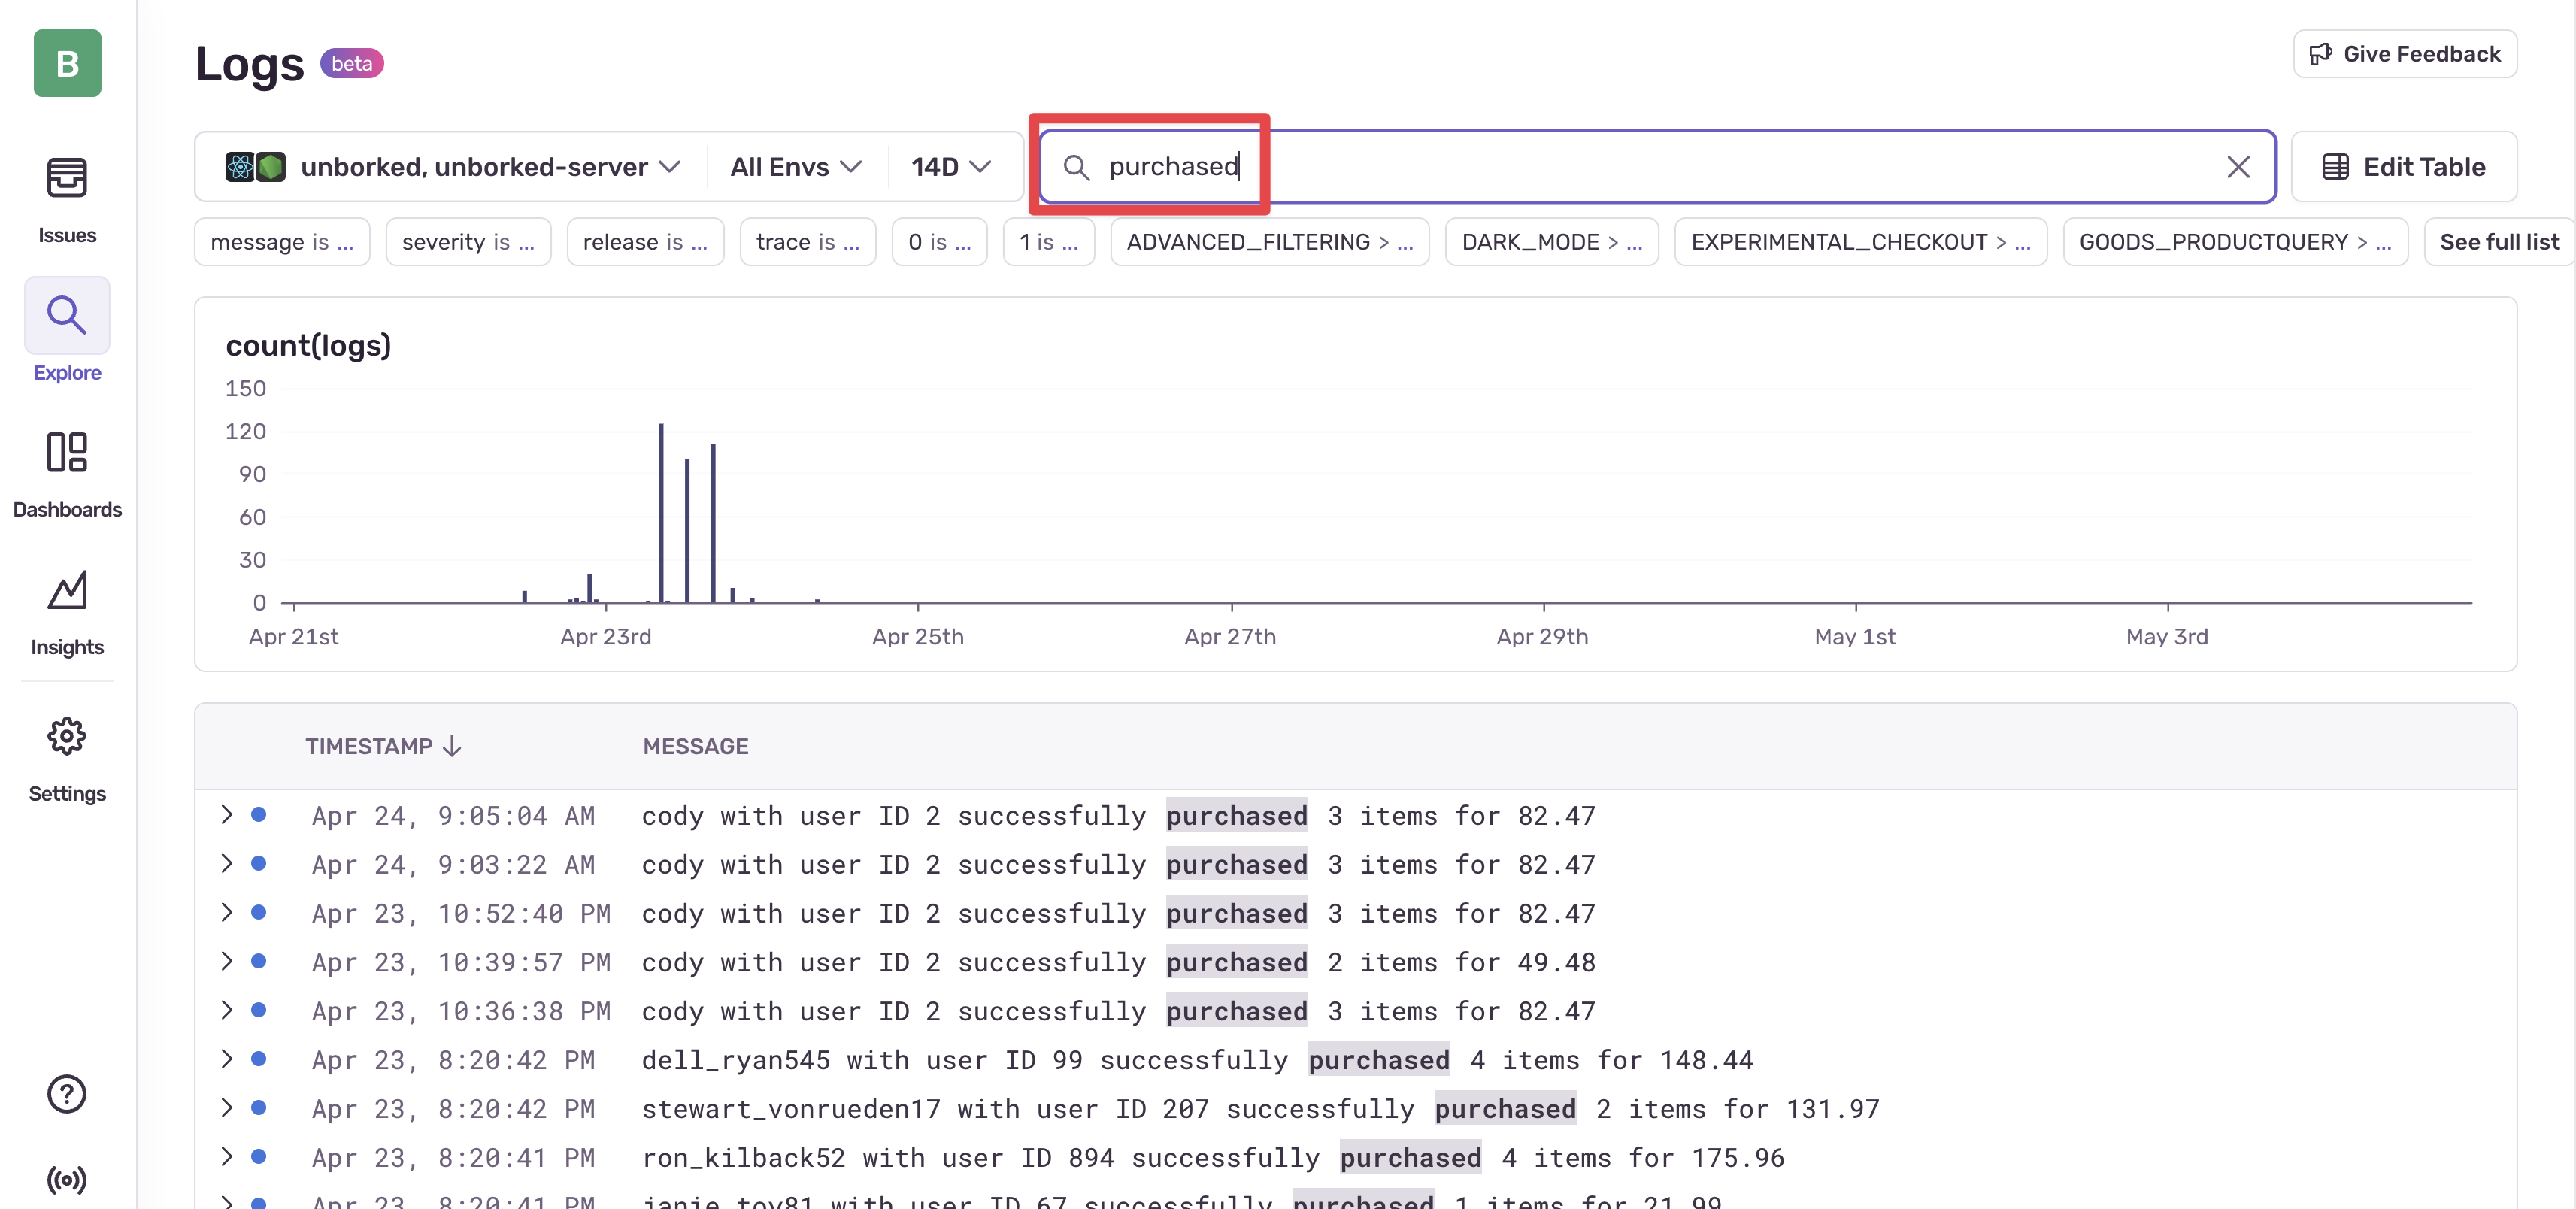 B
Logs beta
Give Feedback
unborked, unborked-server
All Envs
14D
purchased
Edit Table
message is ...
severity is ...
release is ...
trace is ...
0 is ...
1 is ...
ADVANCED_FILTERING > ...
DARK_MODE > ...
EXPERIMENTAL_CHECKOUT > ...
GOODS_PRODUCTQUERY > ...
See full list
Issues
Explore
Dashboards
Insights
Settings
?
count(logs)
150
120
90
60
30
0
Apr 21st
Apr 23rd
Apr 25th
Apr 27th
Apr 29th
May 1st
May 3rd
TIMESTAMP
MESSAGE
Apr 24, 9:05:04 AM cody with user ID 2 successfully purchased 3 items for 82.47
Apr 24, 9:03:22 AM cody with user ID 2 successfully purchased 3 items for 82.47
Apr 23, 10:52:40 PM cody with user ID 2 successfully purchased 3 items for 82.47
Apr 23, 10:39:57 PM cody with user ID 2 successfully purchased 2 items for 49.48
Apr 23, 10:36:38 PM cody with user ID 2 successfully purchased 3 items for 82.47
Apr 23, 8:20:42 PM dell_ryan545 with user ID 99 successfully purchased 4 items for 148.44
Apr 23, 8:20:42 PM stewart_vonrueden17 with user ID 207 successfully purchased 2 items for 131.97
Apr 23, 8:20:41 PM ron_kilback52 with user ID 894 successfully purchased 4 items for 175.96
Apr 23, 8:20:41 PM janie_toy81 with user ID 67 successfully purchased 1 items for 21.99